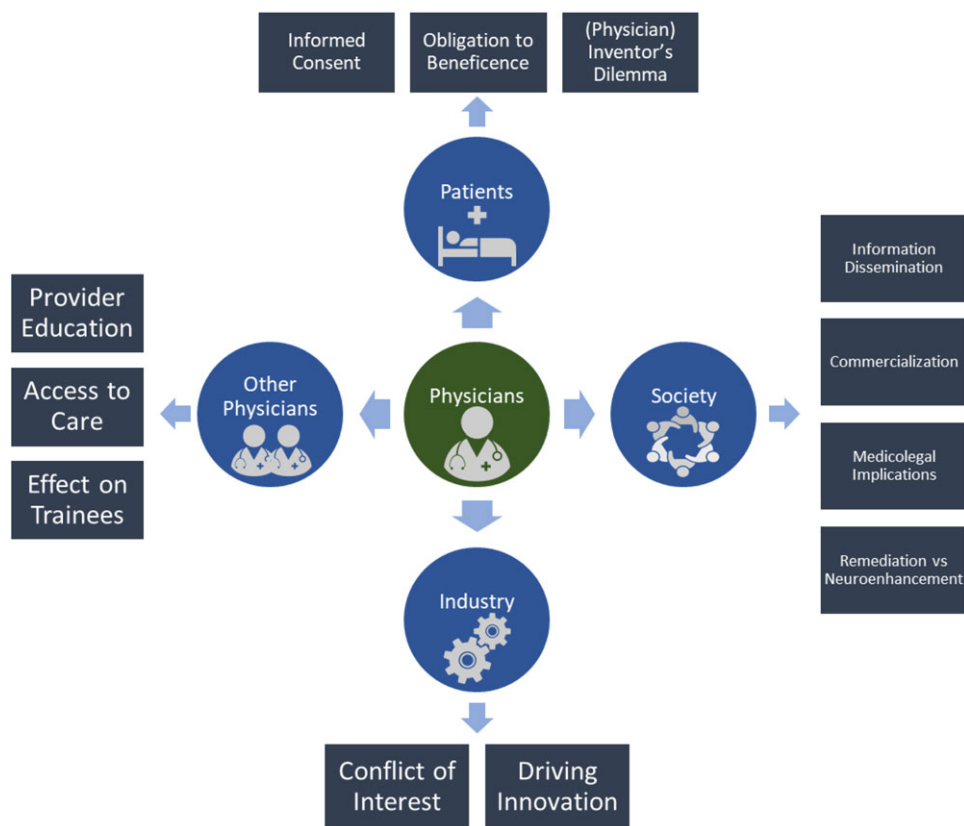 Informed
Consent
Obligation to
Beneficence
(Physician)
Inventor's
Dilemma
Patients
Information
Dissemination
Provider
Education
Commercialization
Access to
Care
Other
Physicians
Physicians
Society
Medicolegal
Implications
Effect on
Trainees
Remediation vs
Neuroenhancement
Industry
Conflict of
Interest
Driving
Innovation